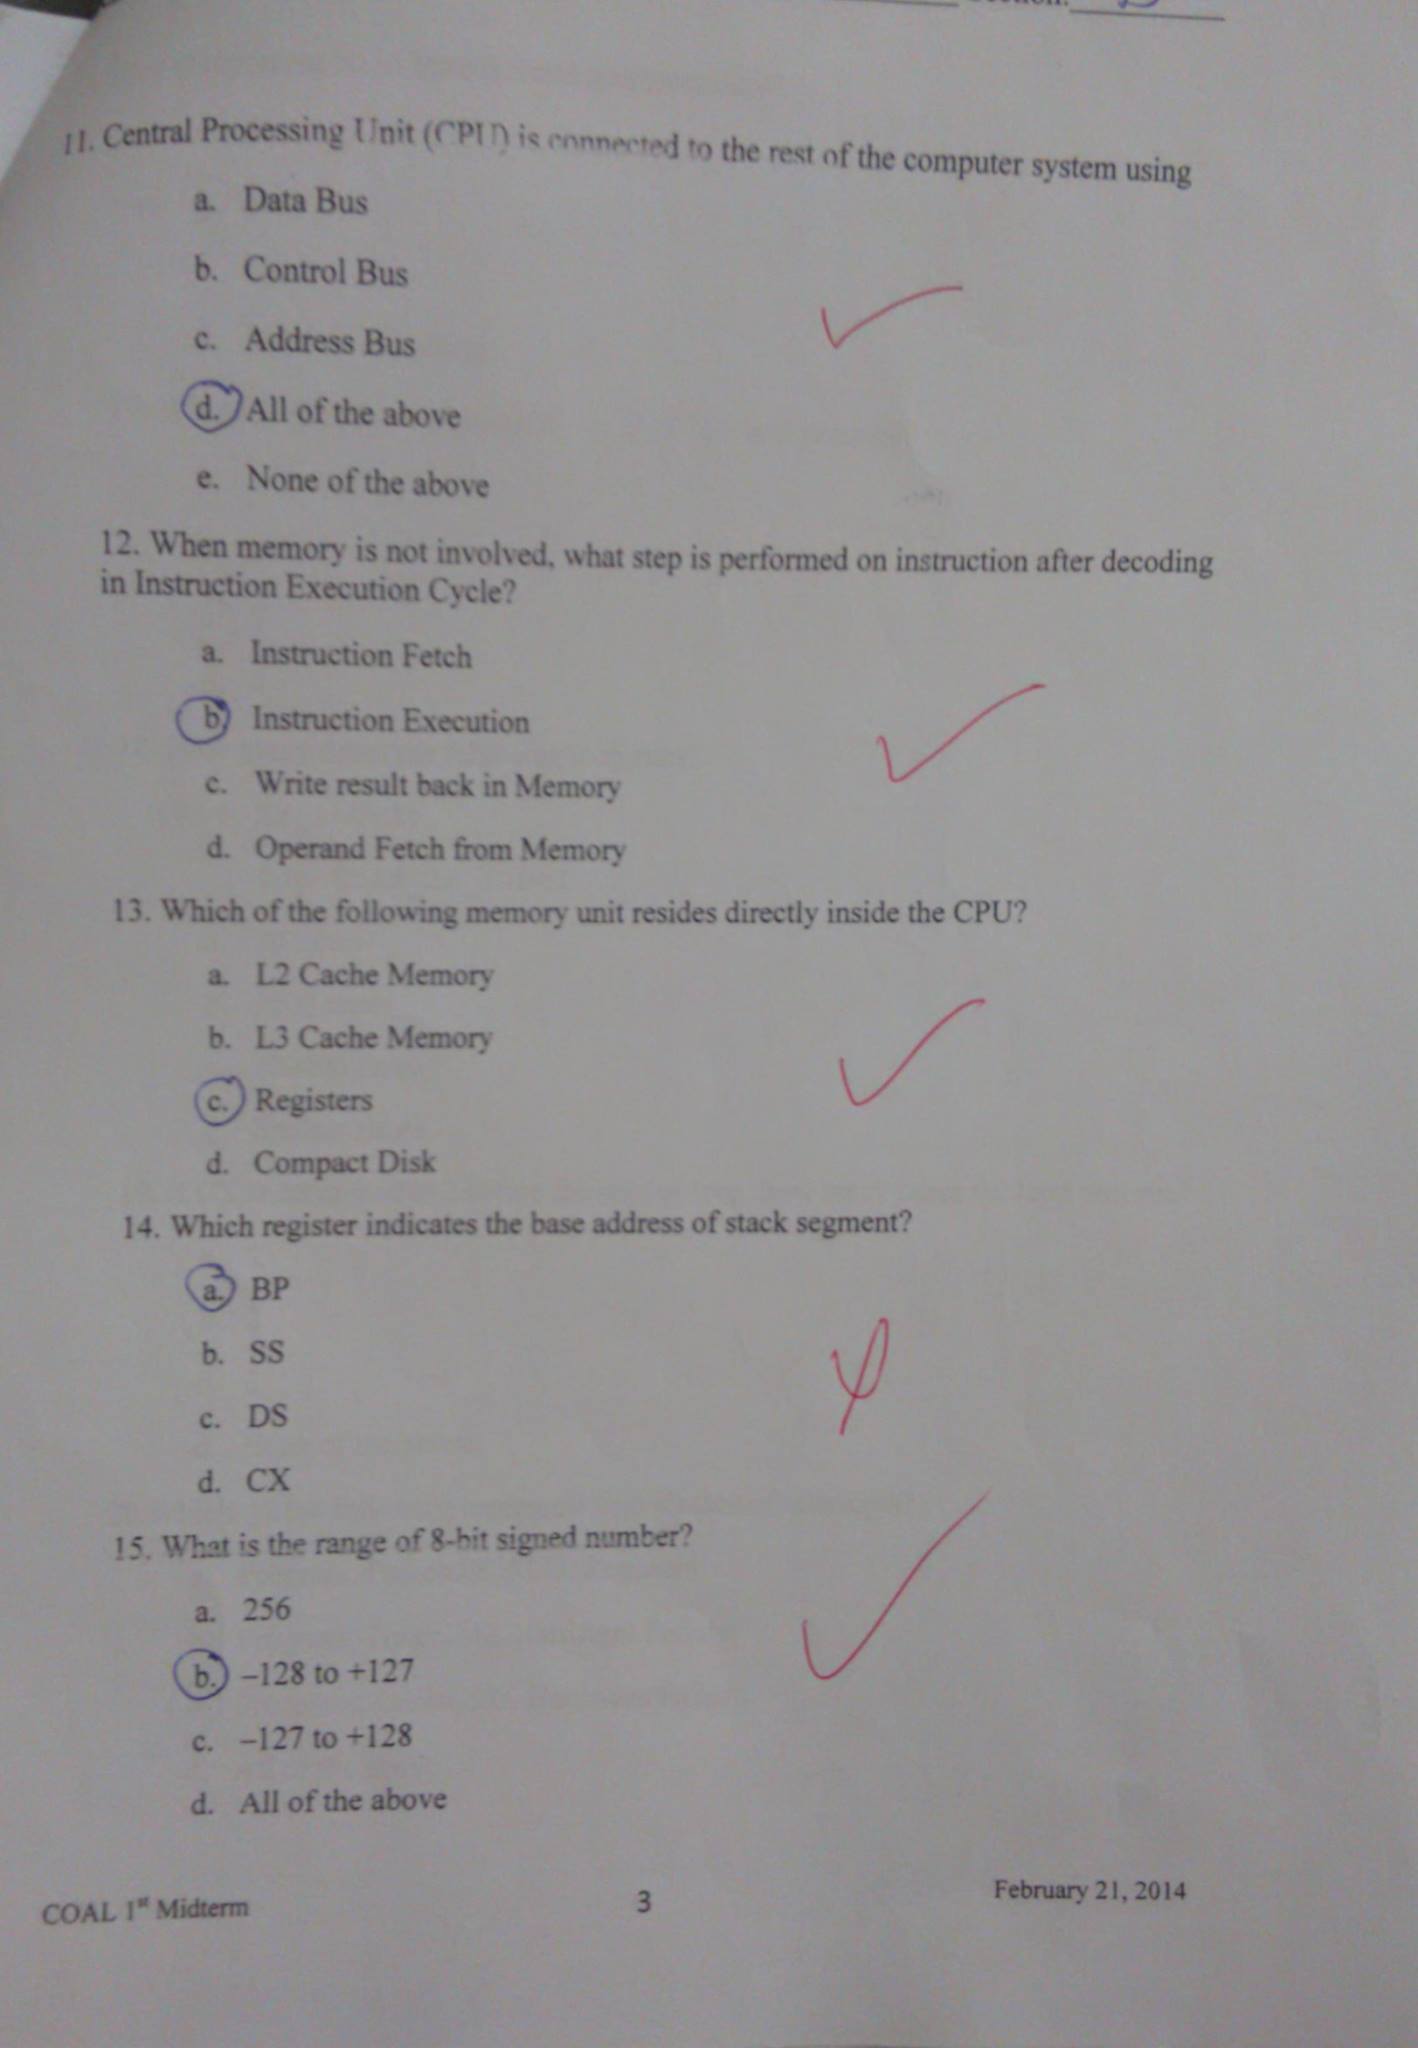 11. Central Processing Unit (CPU) is connected to the rest of the computer system using
a. Data Bus
b. Control Bus
c. Address Bus
d. All of the above
e. None of the above
12. When memory is not involved, what step is performed on instruction after decoding
in Instruction Execution Cycle?
a. Instruction Fetch
b. Instruction Execution
c. Write result back in Memory
d. Operand Fetch from Memory
13. Which of the following memory unit resides directly inside the CPU?
a. L2 Cache Memory
b. L3 Cache Memory
c. Registers
d. Compact Disk
14. Which register indicates the base address of stack segment?
a. BP
b. SS
c. DS
d. CX
15. What is the range of 8-bit signed number?
a. 256
b. –128 to +127
c. –127 to +128
d. All of the above
COAL 1st Midterm
3
February 21, 2014